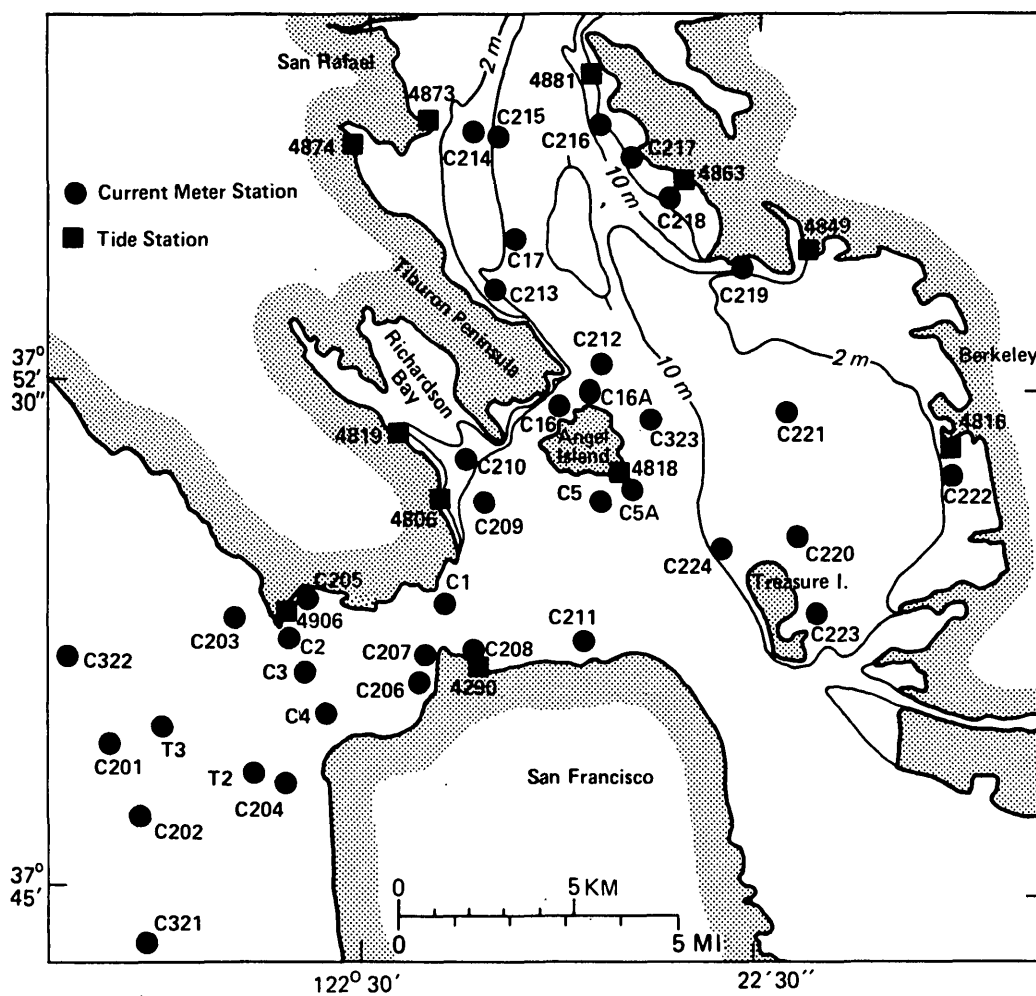 San Rafael
2 m
4881
4873
C215
C216
C217
4874
C214
4863
Current Meter Station
10 m
C218
Tide Station
4849
C17
C219
Tiburon Peninsula
C213
C212
37°
52'
30''
Richardson
Bay
10 m
2 m
Berkeley
C16A
C16
C323
C221
4816
4819
Angel
Island
4818
C210
C222
C5
C5A
4806
C209
C220
C224
Treasure I.
C205
C1
4906
C211
C223
C203
C2
C207
C208
C322
C3
4290
C206
C4
T3
C201
T2
San Francisco
C204
C202
37°
45'
0
5 KM
C321
0
5 MI
122° 30'
22'30''